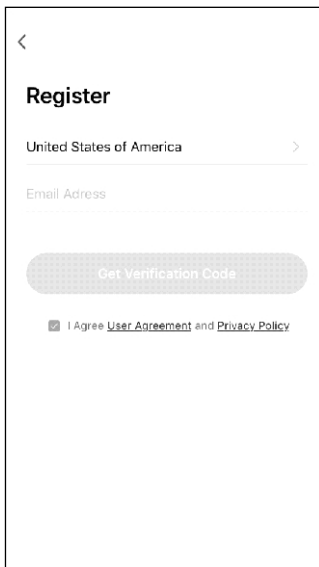 Register
United States of America
Email Adress
Get Verification Code
I Agree User Agreement and Privacy Policy